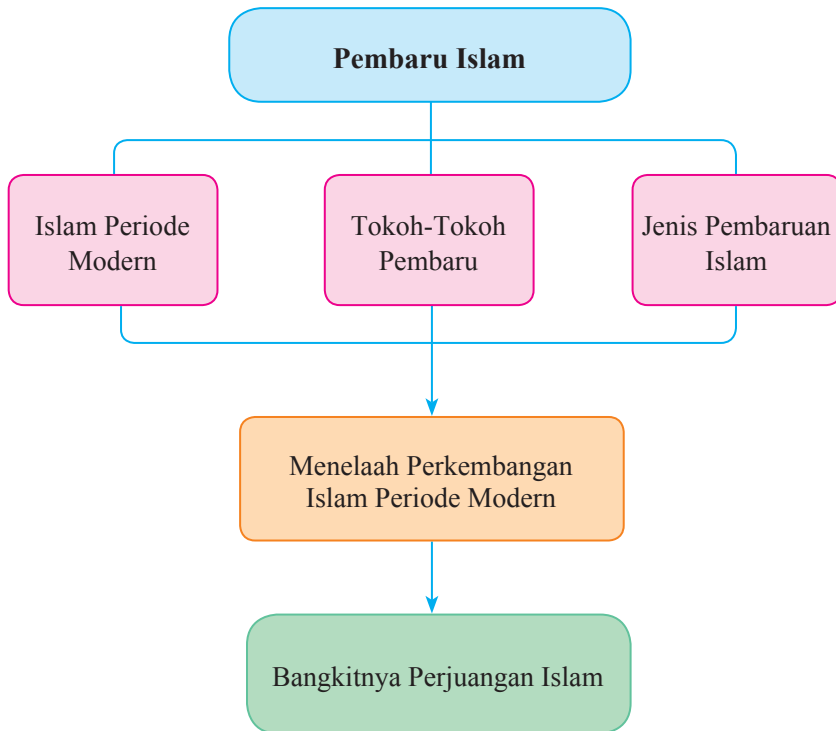 Pembaru Islam
Islam Periode
Modern
Tokoh-Tokoh
Pembaru
Jenis Pembaruan
Islam
Menelaah Perkembangan
Islam Periode Modern
Bangkitnya Perjuangan Islam